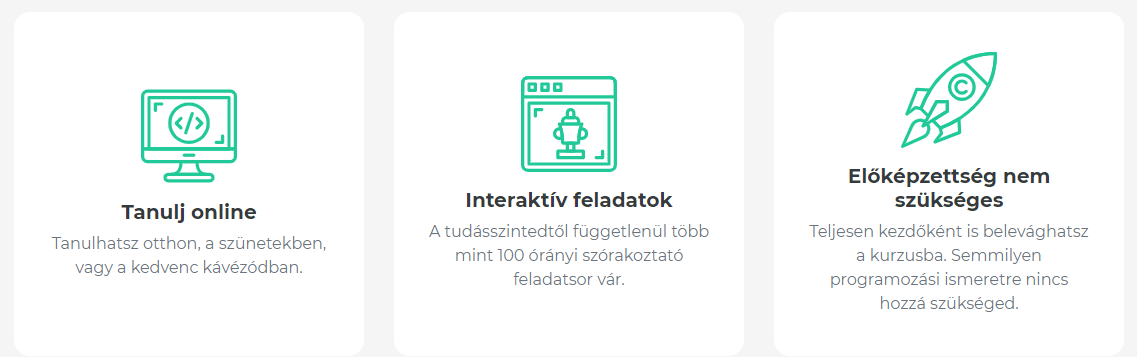 Tanulj online
Tanulhatsz otthon, a szünetekben,
vagy a kedvenc kávézódban.
Interaktív feladatok
A tudásszintedtől függetlenül több
mint 100 órányi szórakoztató
feladatsor vár.
Előképzettség nem
szükséges
Teljesen kezdőként is belevághatsz
a kurzusba. Semmilyen
programozási ismeretre nincs
hozzá szükséged.